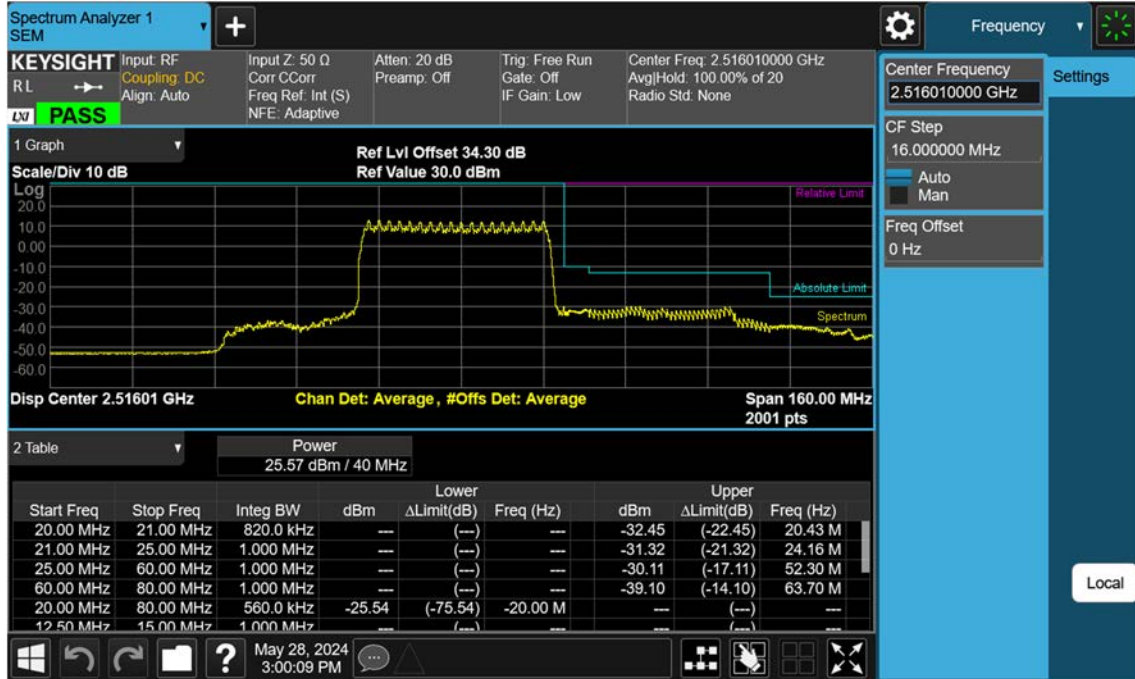 Spectrum Analyzer 1
SEM
Frequency
KEYSIGHT
RL
LXI PASS
Input: RF
Coupling: DC
Align: Auto
Input Z: 50 Ω
Corr CCorr
Freq Ref: Int (S)
NFE: Adaptive
Atten: 20 dB
Preamp: Off
Trig: Free Run
Gate: Off
IF Gain: Low
Center Freq: 2.516010000 GHz
Avg|Hold: 100.00% of 20
Radio Std: None
Center Frequency
2.516010000 GHz
Settings
CF Step
16.000000 MHz
Auto
Man
Freq Offset
0 Hz
1 Graph
Scale/Div 10 dB
Ref Lvl Offset 34.30 dB
Ref Value 30.0 dBm
Log
20.0
10.0
0.00
-10.0
-20.0
-30.0
-40.0
-50.0
-60.0
Relative Limit
Absolute Limit
Spectrum
Disp Center 2.51601 GHz
Chan Det: Average, #Offs Det: Average
Span 160.00 MHz
2001 pts
2 Table
Power
25.57 dBm / 40 MHz
Lower Upper
Start Freq Stop Freq Integ BW dBm ΔLimit(dB) Freq (Hz) dBm ΔLimit(dB) Freq (Hz)
20.00 MHz 21.00 MHz 820.0 kHz --- (---) --- -32.45 (-22.45) 20.43 M
21.00 MHz 25.00 MHz 1.000 MHz --- (---) --- -31.32 (-21.32) 24.16 M
25.00 MHz 60.00 MHz 1.000 MHz --- (---) --- -30.11 (-17.11) 52.30 M
60.00 MHz 80.00 MHz 1.000 MHz --- (---) --- -39.10 (-14.10) 63.70 M
20.00 MHz 80.00 MHz 560.0 kHz -25.54 (-75.54) -20.00 M --- (---) ---
12.50 MHz 15.00 MHz 1.000 MHz --- (---) --- --- (---) ---
Local
?
May 28, 2024
3:00:09 PM